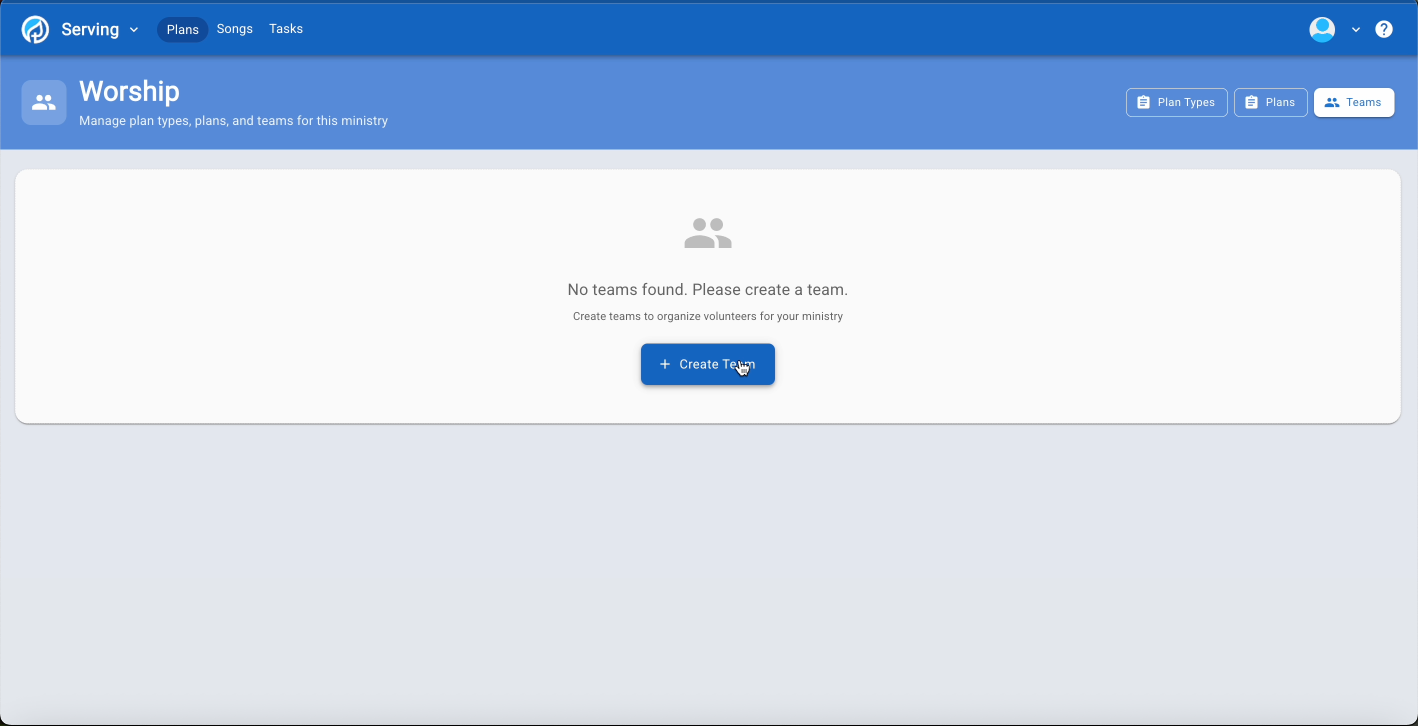 Serving Plans Songs Tasks
Worship
Manage plan types, plans, and teams for this ministry
Plan Types Plans Teams
No teams found. Please create a team.
Create teams to organize volunteers for your ministry
+ Create Team